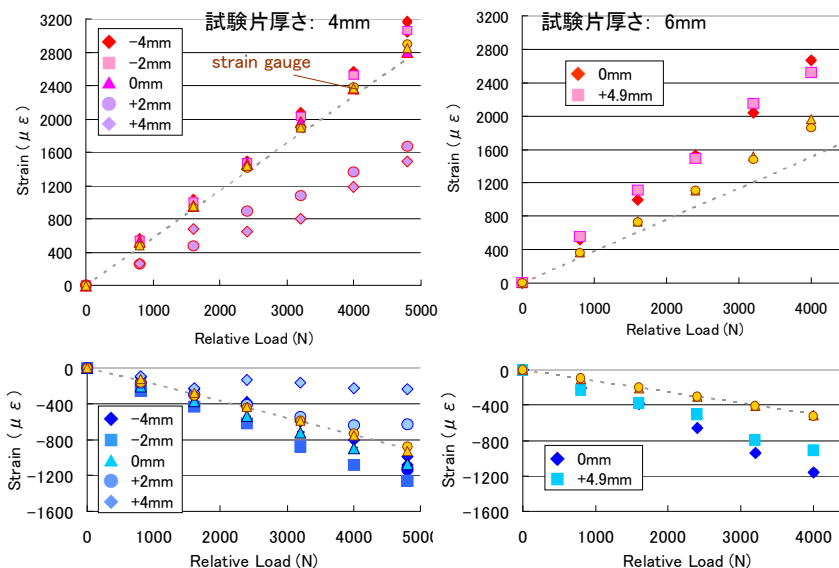 試験片厚さ: 4mm
3200
2800
2400
2000
1600
1200
800
400
0
Strain (μ ε)
-4mm
-2mm
0mm
+2mm
+4mm
strain gauge
0 1000 2000 3000 4000 5000
Relative Load (N)
試験片厚さ: 6mm
3200
2800
2400
2000
1600
1200
800
400
0
Strain (μ ε)
0mm
+4.9mm
0 1000 2000 3000 4000
Relative Load (N)
0
-400
-800
-1200
-1600
Strain (μ ε)
-4mm
-2mm
0mm
+2mm
+4mm
0 1000 2000 3000 4000 5000
Relative Load (N)
0
-400
-800
-1200
-1600
Strain (μ ε)
0mm
+4.9mm
0 1000 2000 3000 4000
Relative Load (N)